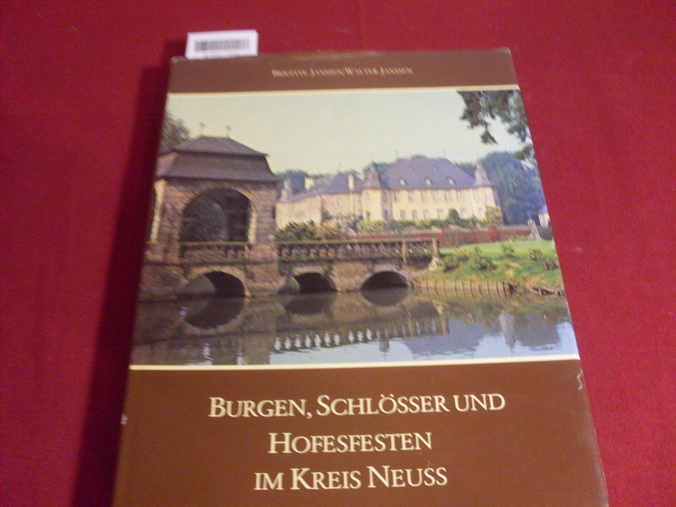 BRIGITTE JANSSEN/WALTER JANSSEN
BURGEN, SCHLÖSSER UND
HOFESFESTEN
IM KREIS NEUSS